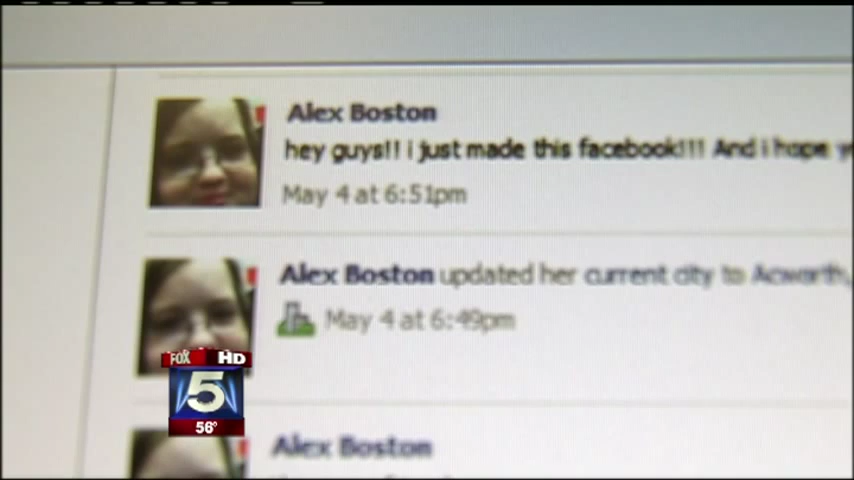 Alex Boston
hey guys!! i just made this facebook!!! And i hope
May 4 at 6:51pm
Alex Boston updated her current city to Acworth,
May 4 at 6:49pm
FOX HD
5
56°
Alex Boston